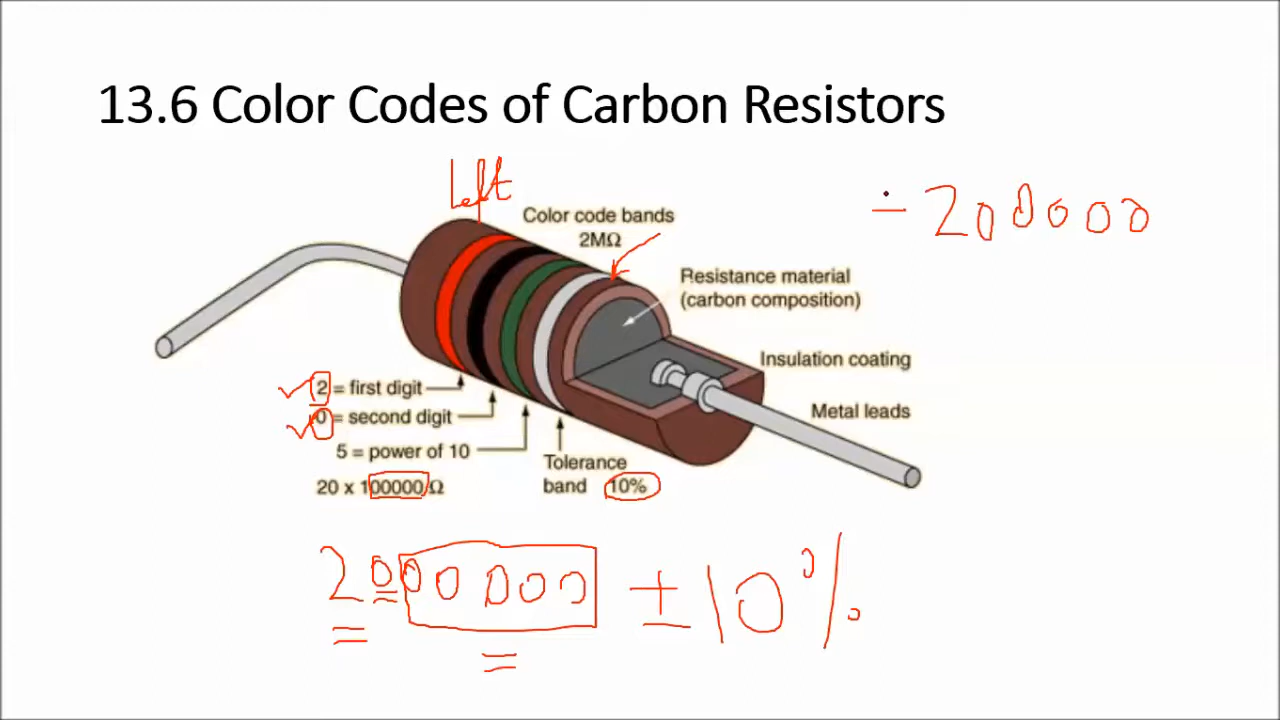 13.6 Color Codes of Carbon Resistors
Left
- 200000
Color code bands
2MΩ
Resistance material
(carbon composition)
Insulation coating
Metal leads
2 = first digit
0 = second digit
5 = power of 10
20 x 100000 Ω
Tolerance
band 10%
2000000 ± 10%